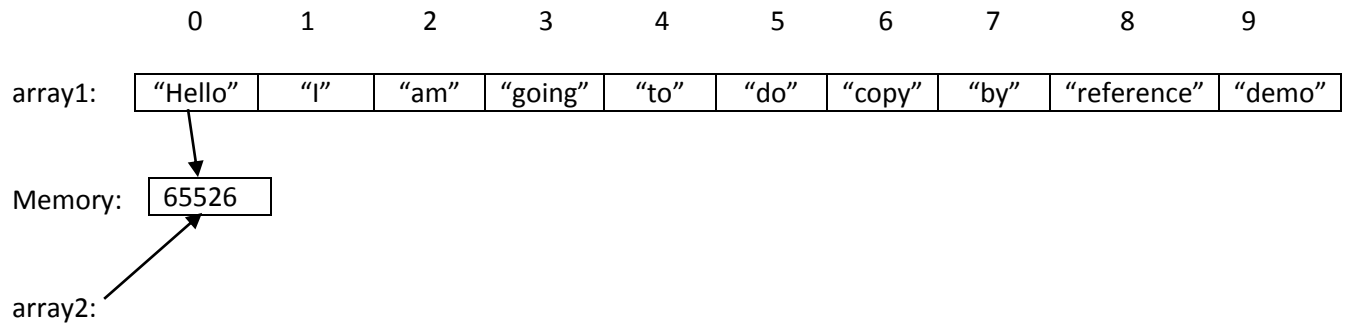 0 1 2 3 4 5 6 7 8 9
array1: “Hello” “I” “am” “going” “to” “do” “copy” “by” “reference” “demo”
Memory: 65526
array2: